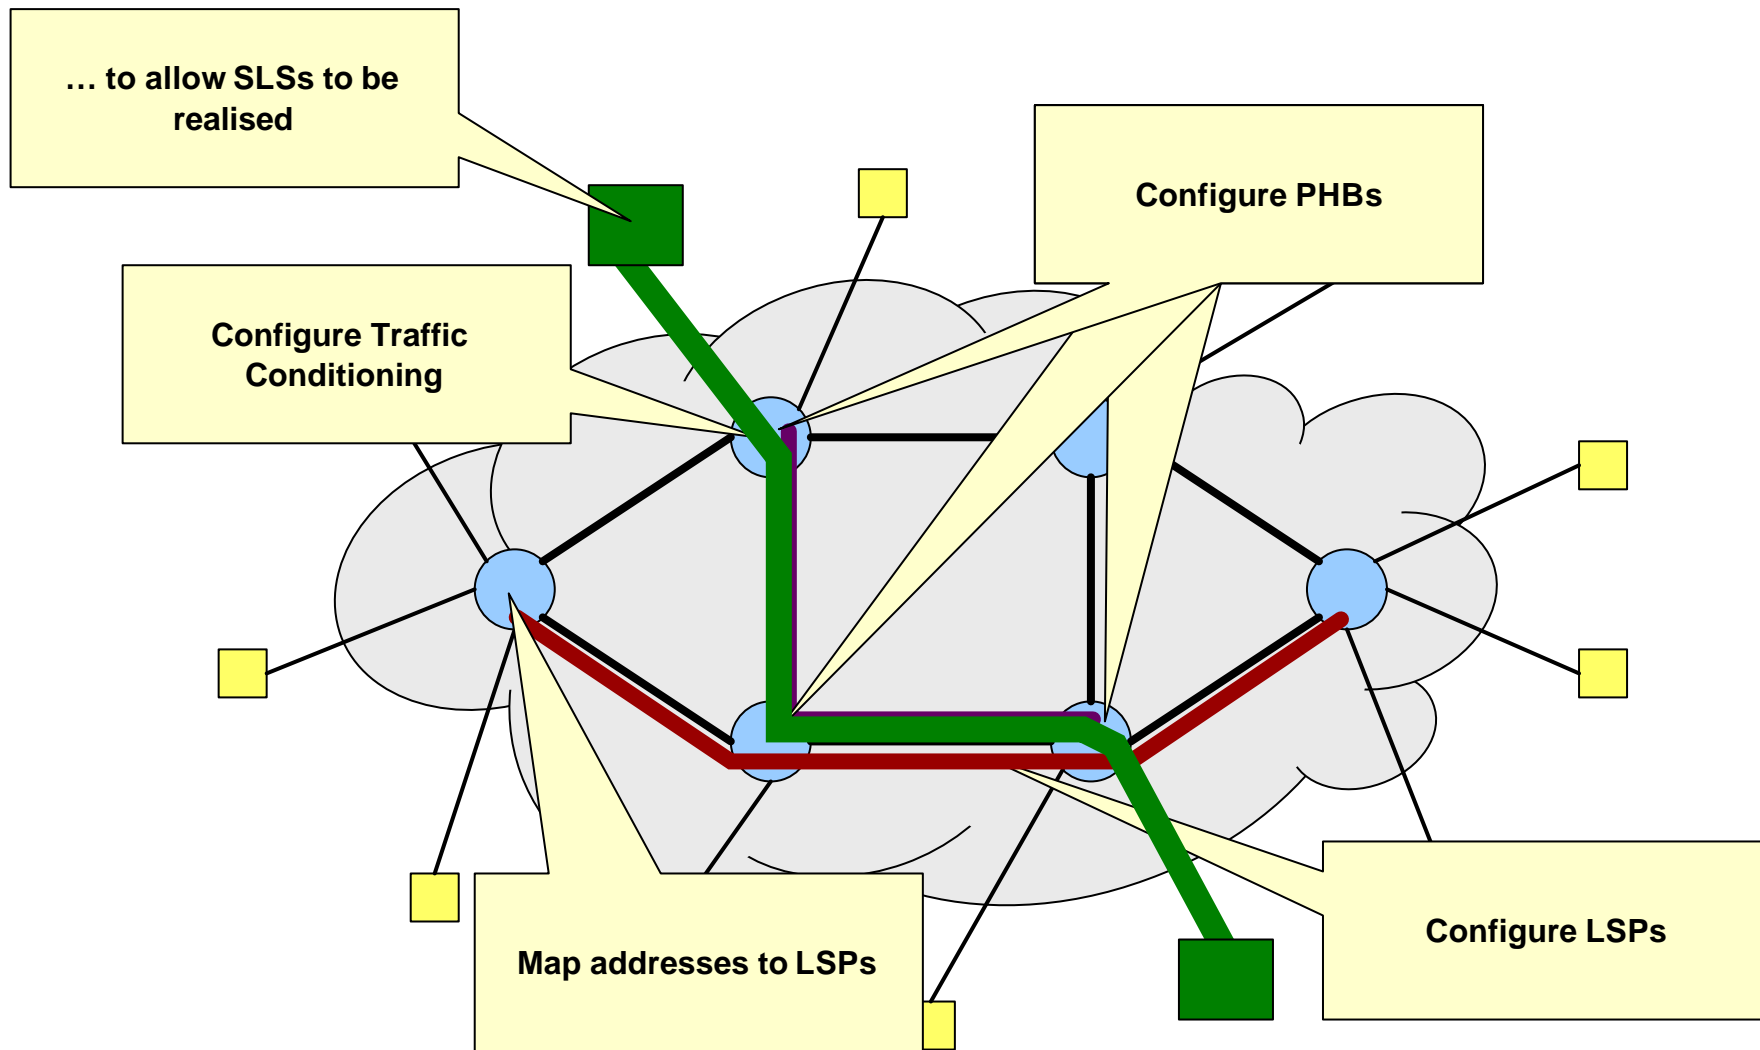 … to allow SLSs to be
realised
Configure PHBs
Configure Traffic
Conditioning
Map addresses to LSPs
Configure LSPs